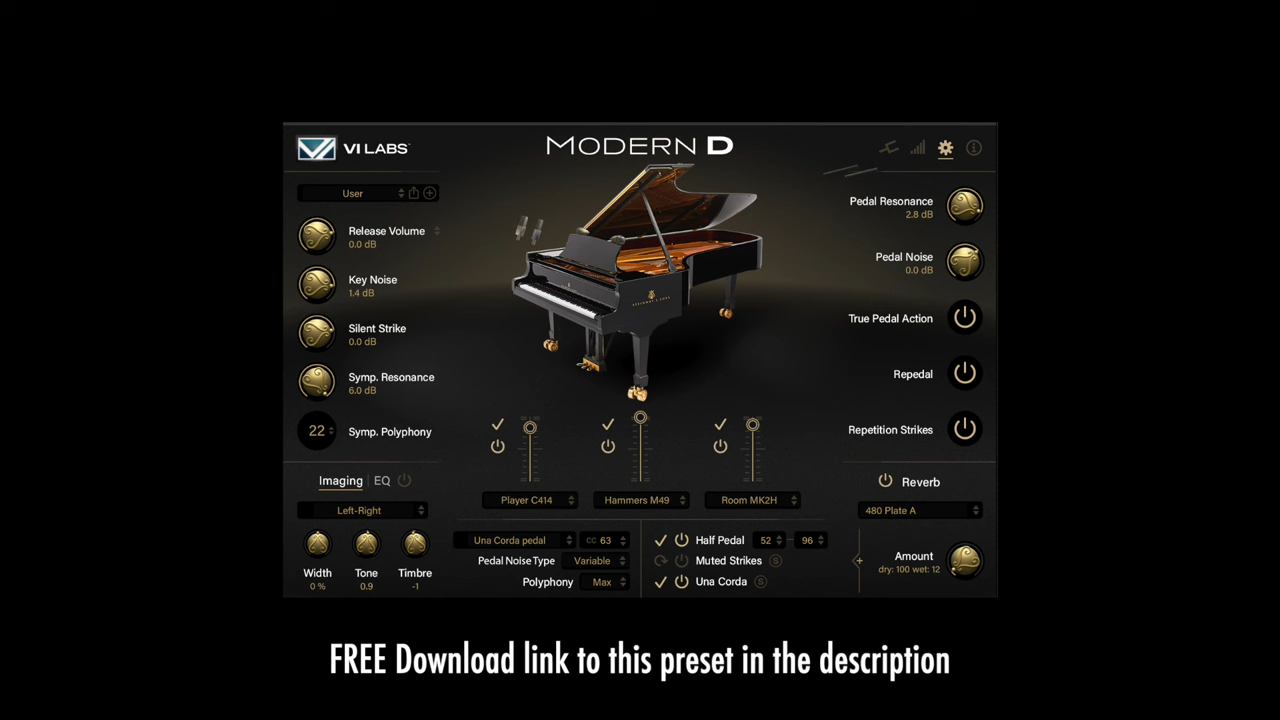 VI LABS
MODERN D
User
Release Volume
0.0 dB
Key Noise
1.4 dB
Silent Strike
0.0 dB
Symp. Resonance
6.0 dB
22
Symp. Polyphony
Pedal Resonance
2.8 dB
Pedal Noise
0.0 dB
True Pedal Action
Repedal
Repetition Strikes
STEINWAY & SONS
Imaging | EQ
Left-Right
Width
0 %
Tone
0.9
Timbre
-1
Player C414
Hammers M49
Room MK2H
Una Corda pedal
CC 63
Pedal Noise Type
Variable
Polyphony
Max
Half Pedal
52 – 96
Muted Strikes S
Una Corda S
Reverb
480 Plate A
Amount
dry: 100 wet: 12
FREE Download link to this preset in the description